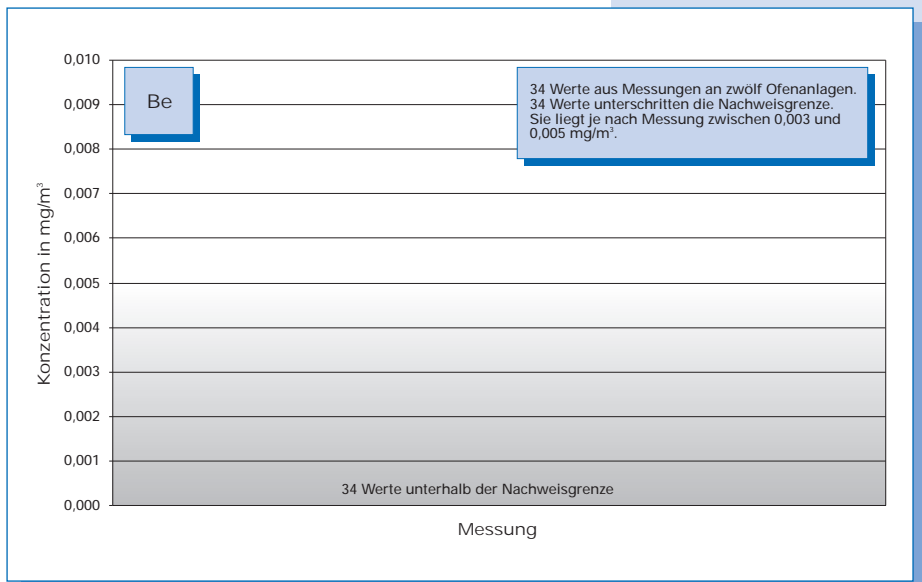 Be
34 Werte aus Messungen an zwölf Ofenanlagen.
34 Werte unterschritten die Nachweisgrenze.
Sie liegt je nach Messung zwischen 0,003 und
0,005 mg/m³.
Konzentration in mg/m³
0,010
0,009
0,008
0,007
0,006
0,005
0,004
0,003
0,002
0,001
0,000
34 Werte unterhalb der Nachweisgrenze
Messung